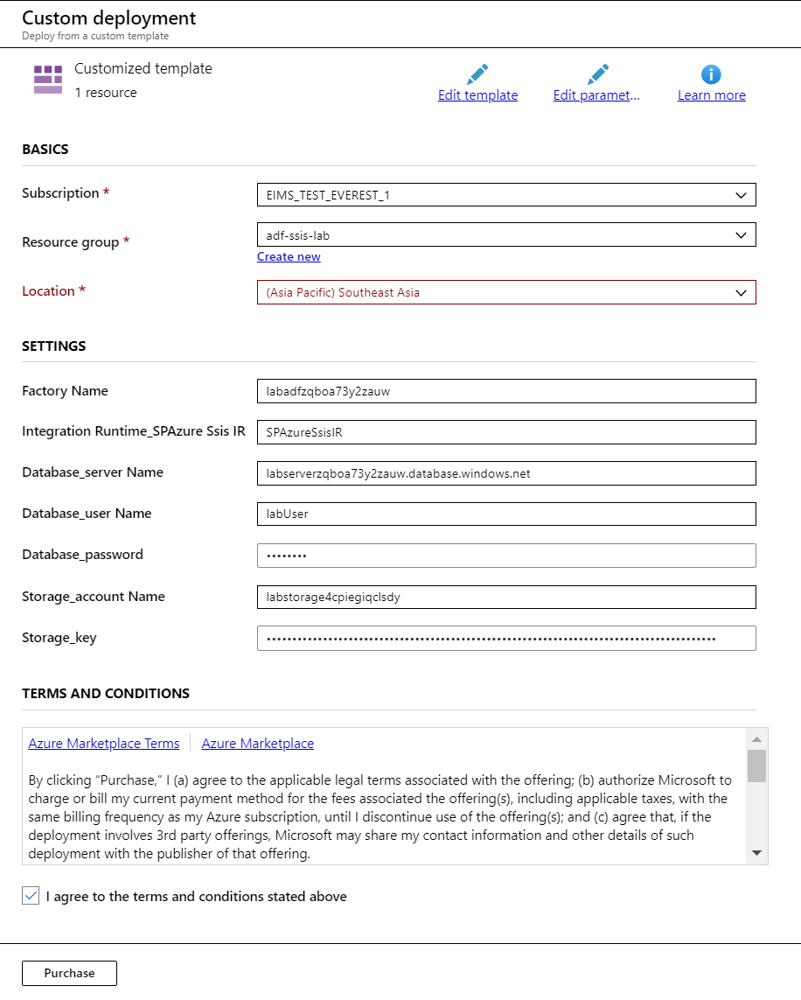 Custom deployment
Deploy from a custom template
Customized template
1 resource
Edit template
Edit paramet...
Learn more
BASICS
Subscription *
EIMS_TEST_EVEREST_1
Resource group *
adf-ssis-lab
Create new
Location *
(Asia Pacific) Southeast Asia
SETTINGS
Factory Name
labadfzqboa73y2zauw
Integration Runtime_SPAzure Ssis IR
SPAzureSsisIR
Database_server Name
labserverzqboa73y2zauw.database.windows.net
Database_user Name
labUser
Database_password
••••••••
Storage_account Name
labstorage4cpiegiqclsdy
Storage_key
••••••••••••••••••••••••••••••••••••••••••••••••••••••••••••••••••••••••••••••••••••••••
TERMS AND CONDITIONS
Azure Marketplace Terms
Azure Marketplace
By clicking “Purchase,” I (a) agree to the applicable legal terms associated with the offering; (b) authorize Microsoft to
charge or bill my current payment method for the fees associated the offering(s), including applicable taxes, with the
same billing frequency as my Azure subscription, until I discontinue use of the offering(s); and (c) agree that, if the
deployment involves 3rd party offerings, Microsoft may share my contact information and other details of such
deployment with the publisher of that offering.
I agree to the terms and conditions stated above
Purchase